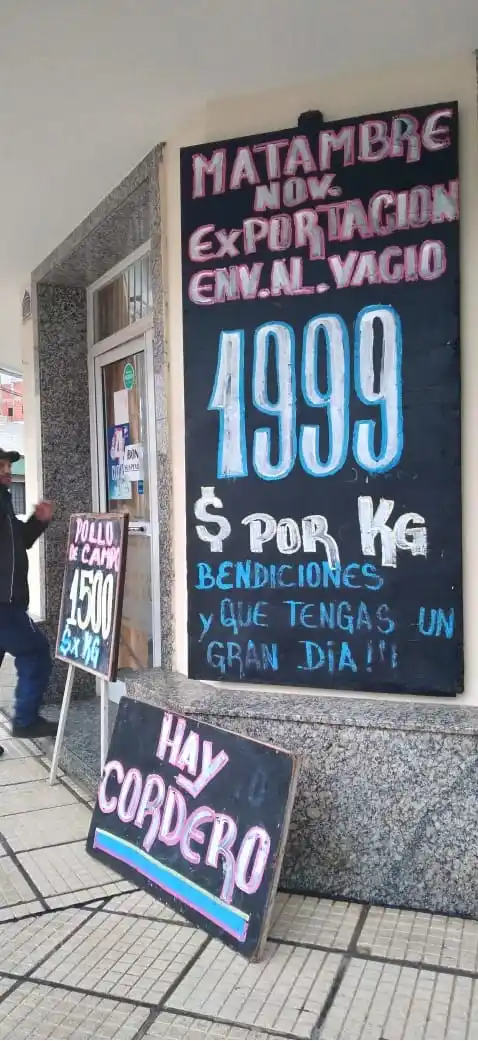 MATAMBRE
NOV.
EXPORTACION
ENV.AL.VACIO
1999
$ POR KG
BENDICIONES
y QUE TENGAS UN
GRAN DIA!!!
POLLO
DE CAMPO
1500
$x KG
HAY
CORDERO
BON